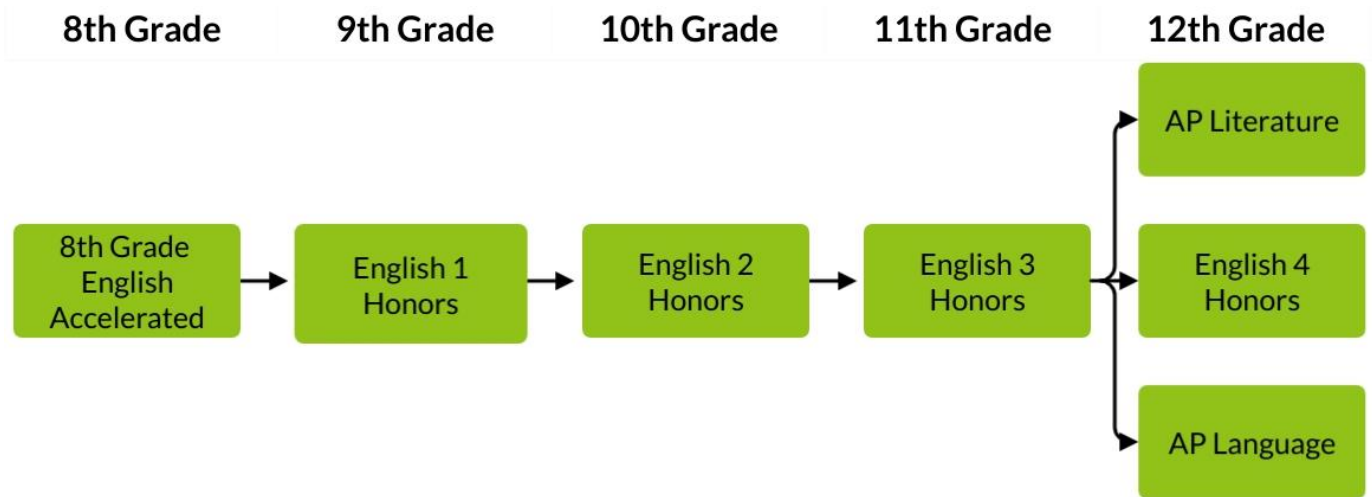 8th Grade
9th Grade
10th Grade
11th Grade
12th Grade
AP Literature
8th Grade
English
Accelerated
English 1
Honors
English 2
Honors
English 3
Honors
English 4
Honors
AP Language